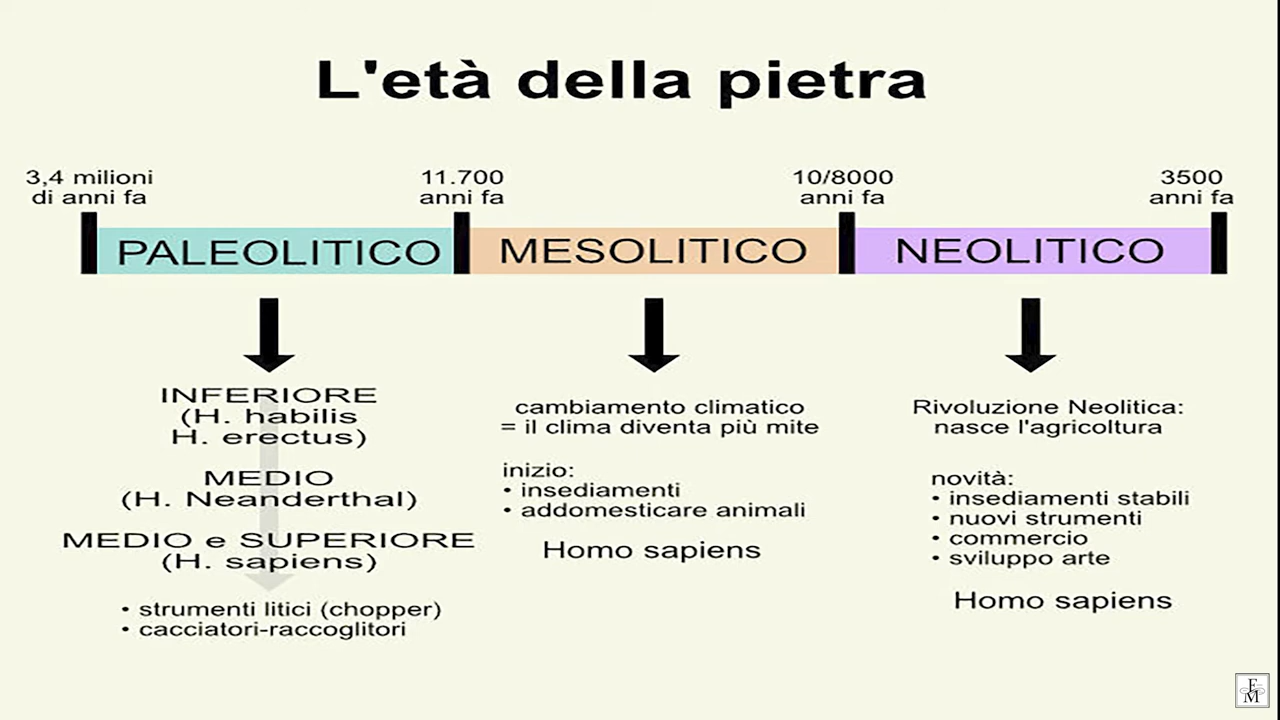 L'età della pietra
3,4 milioni
di anni fa
11.700
anni fa
10/8000
anni fa
3500
anni fa
PALEOLITICO
MESOLITICO
NEOLITICO
INFERIORE
(H. habilis
H. erectus)
MEDIO
(H. Neanderthal)
MEDIO e SUPERIORE
(H. sapiens)
• strumenti litici (chopper)
• cacciatori-raccoglitori
cambiamento climatico
= il clima diventa più mite
inizio:
• insediamenti
• addomesticare animali
Homo sapiens
Rivoluzione Neolitica:
nasce l'agricoltura
novità:
• insediamenti stabili
• nuovi strumenti
• commercio
• sviluppo arte
Homo sapiens
F
M